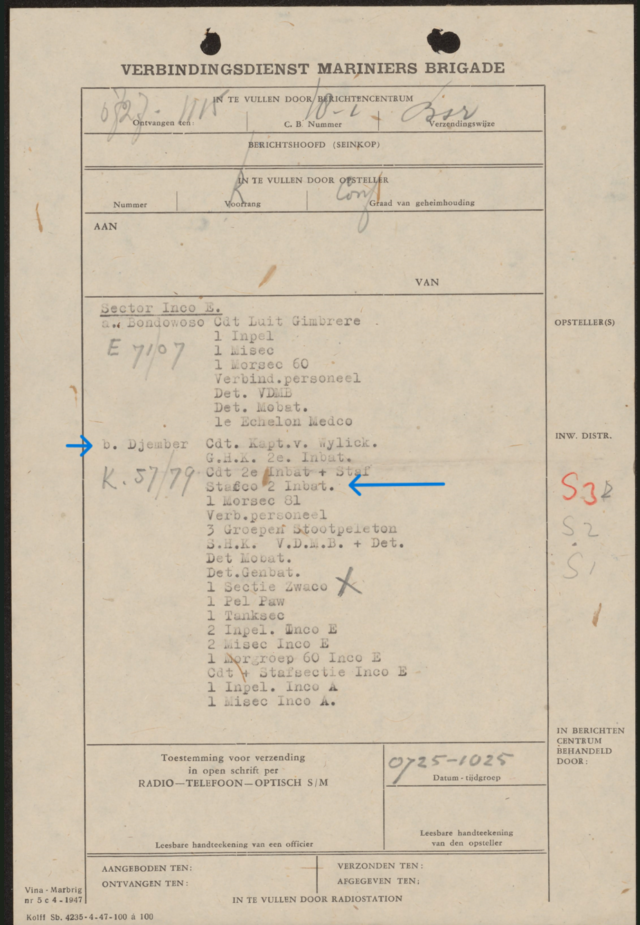 VERBINDINGSDIENST MARINIERS BRIGADE
IN TE VULLEN DOOR BERICHTENCENTRUM
0727-1115 10-1
Ontvangen ten: C. B. Nummer Verzendingswijze
BERICHTSHOOFD (SEINKOP)
IN TE VULLEN DOOR OPSTELLER
R Conf
Nummer Voorrang Graad van geheimhouding
AAN
VAN
Sector Inco E.
a. Bondowoso Cdt Luit Gimbrere
E 7107
1 Inpel
1 Misec
1 Morsec 60
Verbind.personeel
Det. VDMB
Det. Mobat.
1e Echelon Medco
b. Djember Cdt. Kapt.v. Wylick.
K. 57/79
G.H.K. 2e. Inbat.
Cdt 2e Inbat + Staf
Stafco 2 Inbat.
1 Morsec 81
Verb.personeel
3 Groepen Stootpeleton
S.H.K. V.D.M.B. + Det.
Det Mobat.
Det.Genbat.
1 Sectie Zwaco X
1 Pel Paw
1 Tanksec
2 Inpel. Inco E
2 Misec Inco E
1 Morgroep 60 Inco E
Cdt + Stafsectie Inco E
1 Inpel. Inco A
1 Misec Inco A.
OPSTELLER(S)
INW. DISTR.
S3
S2
S1
IN BERICHTEN
CENTRUM
BEHANDELD
DOOR:
Toestemming voor verzending
in open schrift per
RADIO—TELEFOON—OPTISCH S/M
Leesbare handteekening van een officier
0725-1025
Datum - tijdgroep
Leesbare handteekening
van den opsteller
AANGEBODEN TEN: VERZONDEN TEN:
ONTVANGEN TEN: AFGEGEVEN TEN;
IN TE VULLEN DOOR RADIOSTATION
Vina - Marbrig
nr 5 c 4 - 1947
Kolff Sb. 4235-4-47-100 à 100